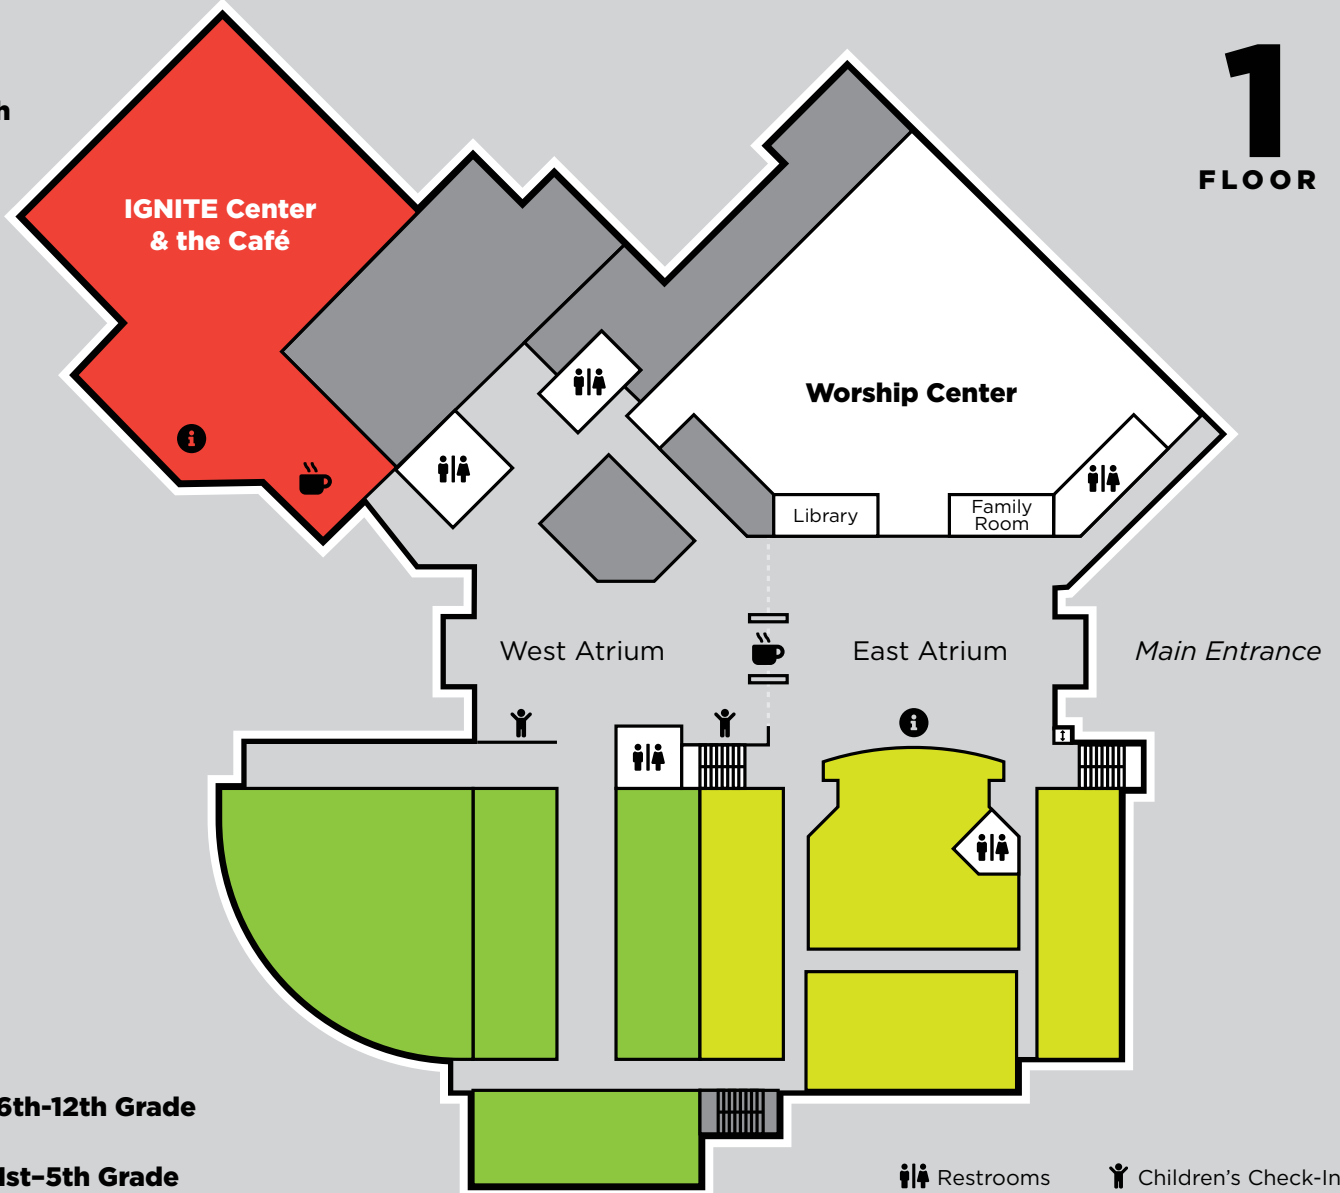 1
FLOOR
h
IGNITE Center
& the Café
Worship Center
Library
Family
Room
West Atrium
East Atrium
Main Entrance
6th-12th Grade
1st–5th Grade
Restrooms
Children's Check-In